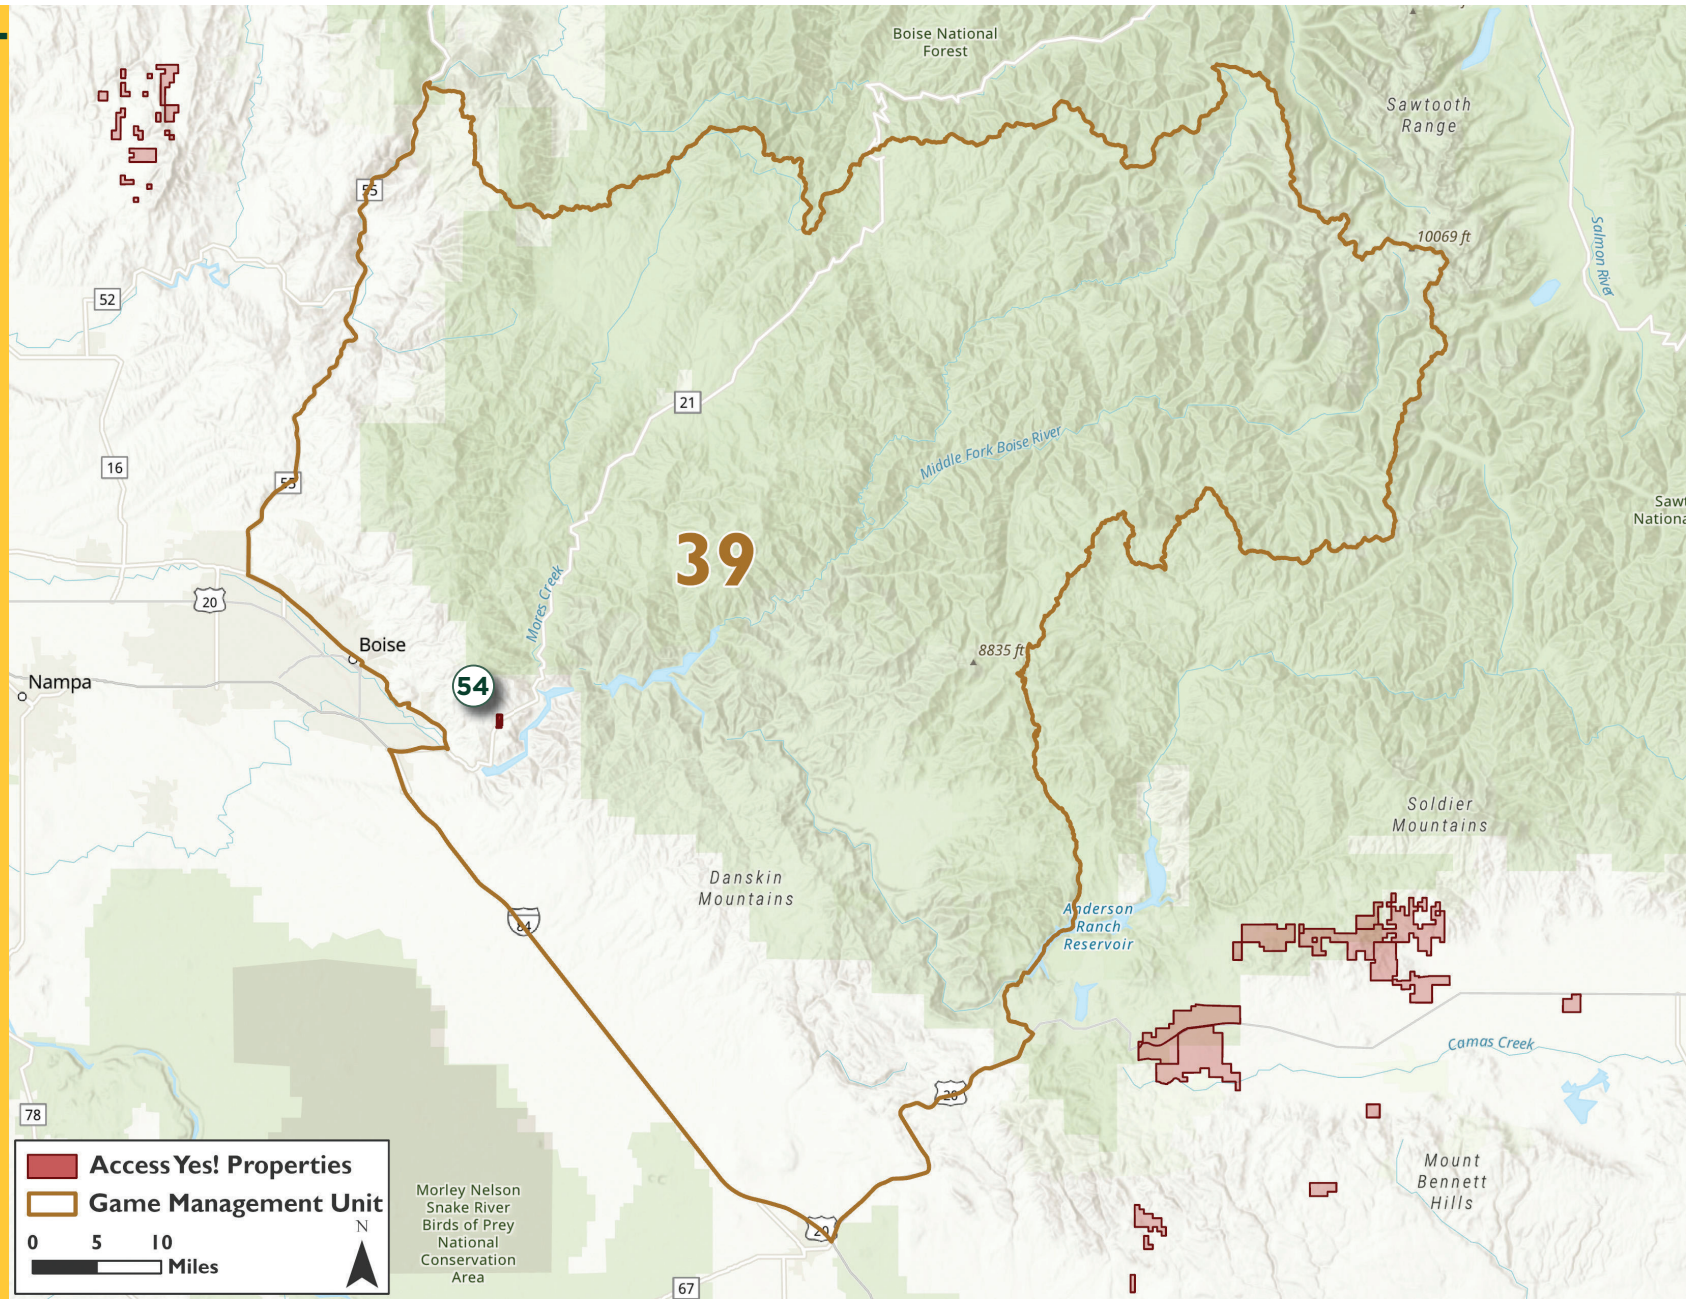 Boise National
Forest
Sawtooth
Range
55
10069 ft
Salmon River
52
21
16
Middle Fork Boise River
55
39
Sawt
Nationa
20
Mores Creek
Boise
8835 ft
Nampa
54
Soldier
Mountains
Danskin
Mountains
Anderson
Ranch
Reservoir
84
Camas Creek
20
78
Mount
Bennett
Hills
Access Yes! Properties
Game Management Unit
N
0 5 10
Miles
Morley Nelson
Snake River
Birds of Prey
National
Conservation
Area
20
67